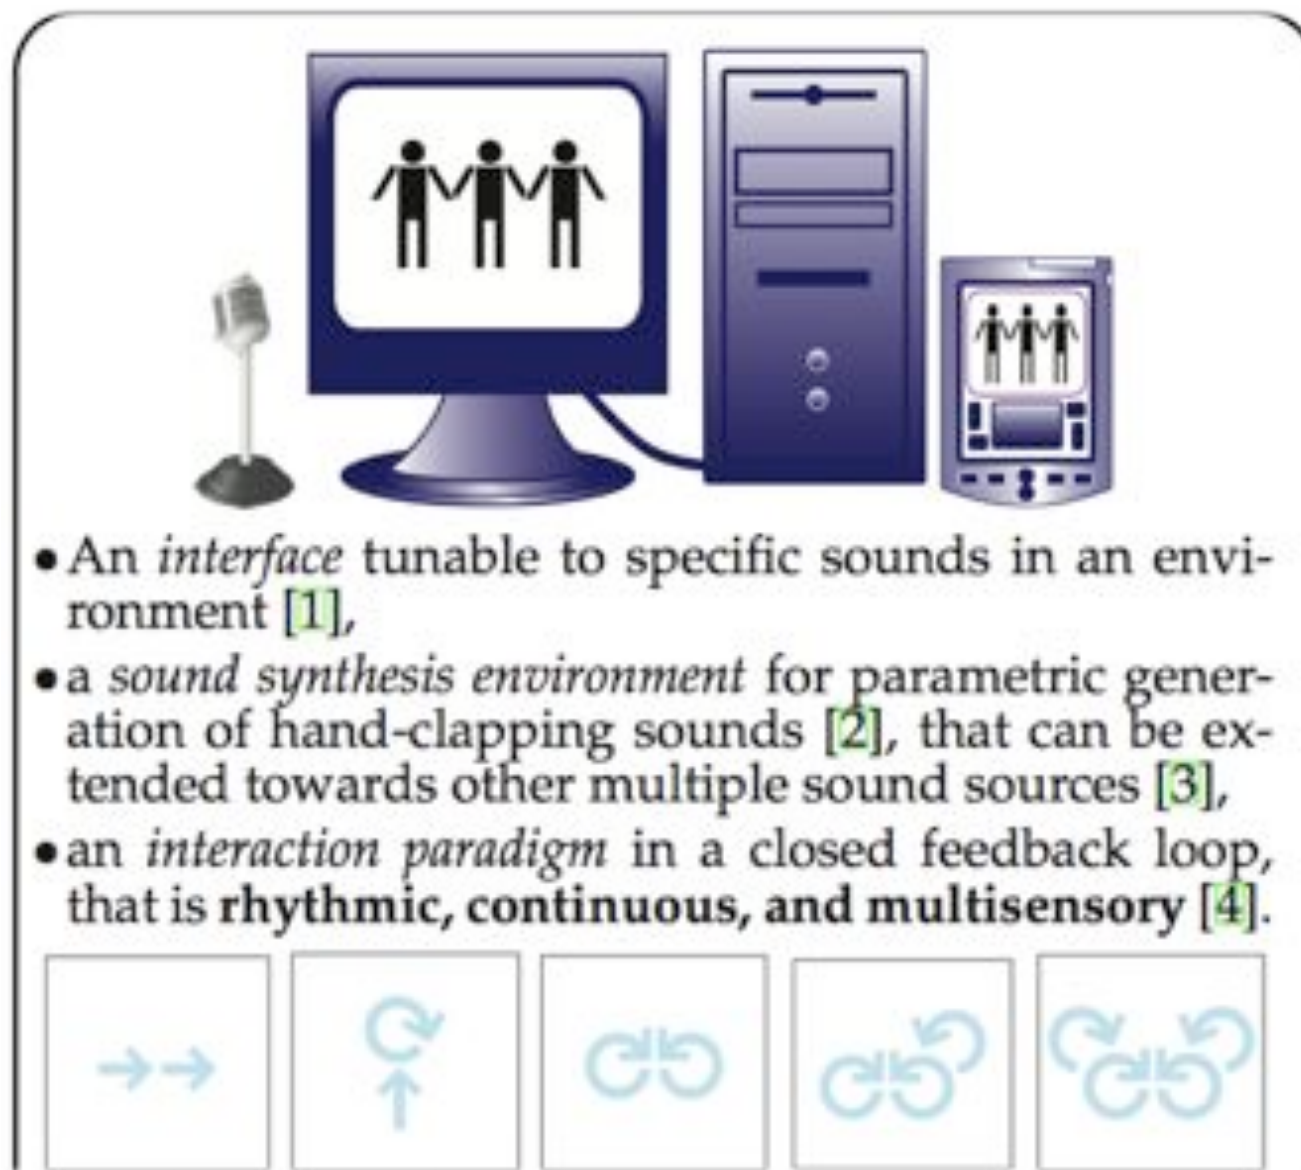 • An interface tunable to specific sounds in an envi-
ronment [1],
• a sound synthesis environment for parametric gener-
ation of hand-clapping sounds [2], that can be ex-
tended towards other multiple sound sources [3],
• an interaction paradigm in a closed feedback loop,
that is rhythmic, continuous, and multisensory [4].